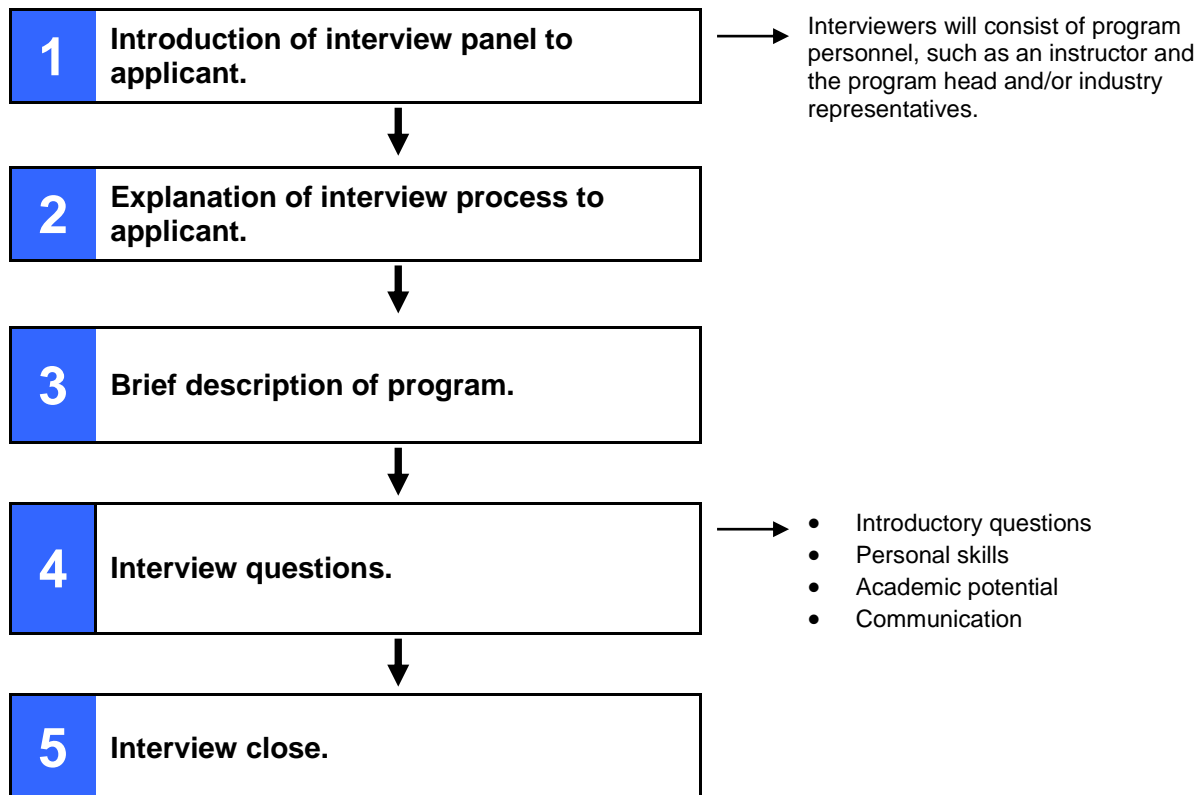 1
Introduction of interview panel to
applicant.
Interviewers will consist of program
personnel, such as an instructor and
the program head and/or industry
representatives.
2
Explanation of interview process to
applicant.
3
Brief description of program.
4
Interview questions.
• Introductory questions
• Personal skills
• Academic potential
• Communication
5
Interview close.